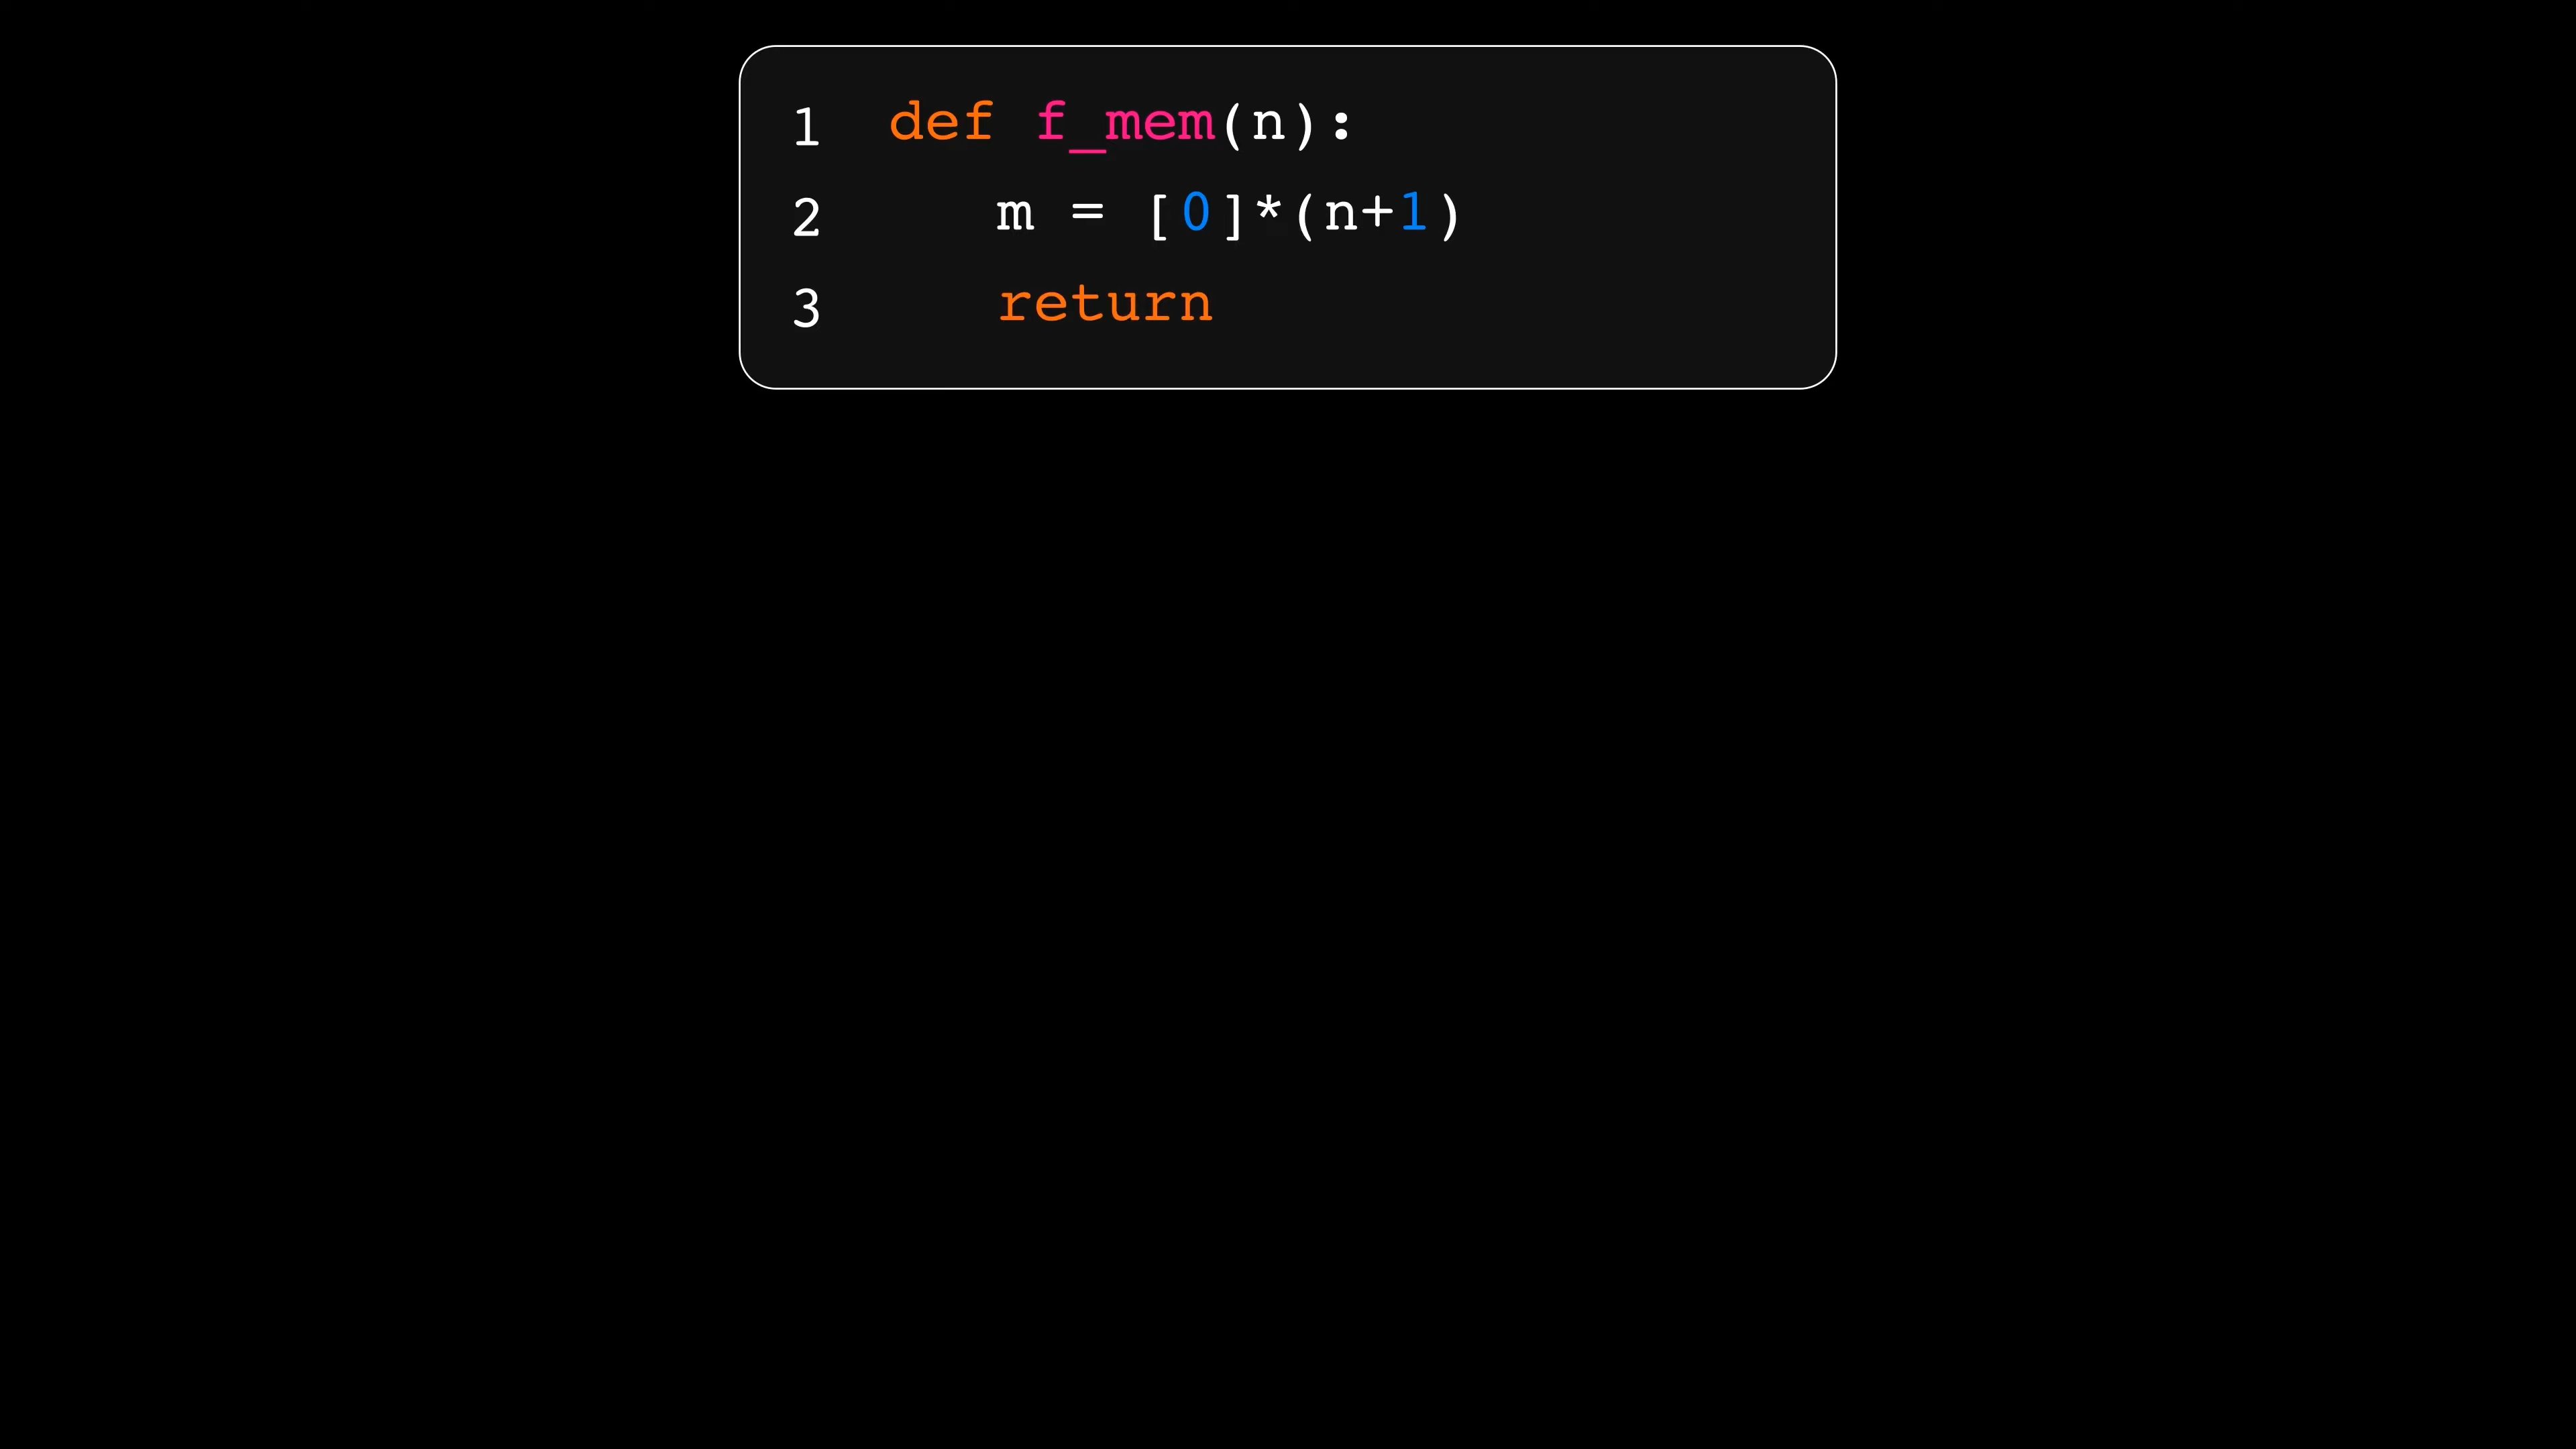 1 def f_mem(n):
2 m = [0]*(n+1)
3 return